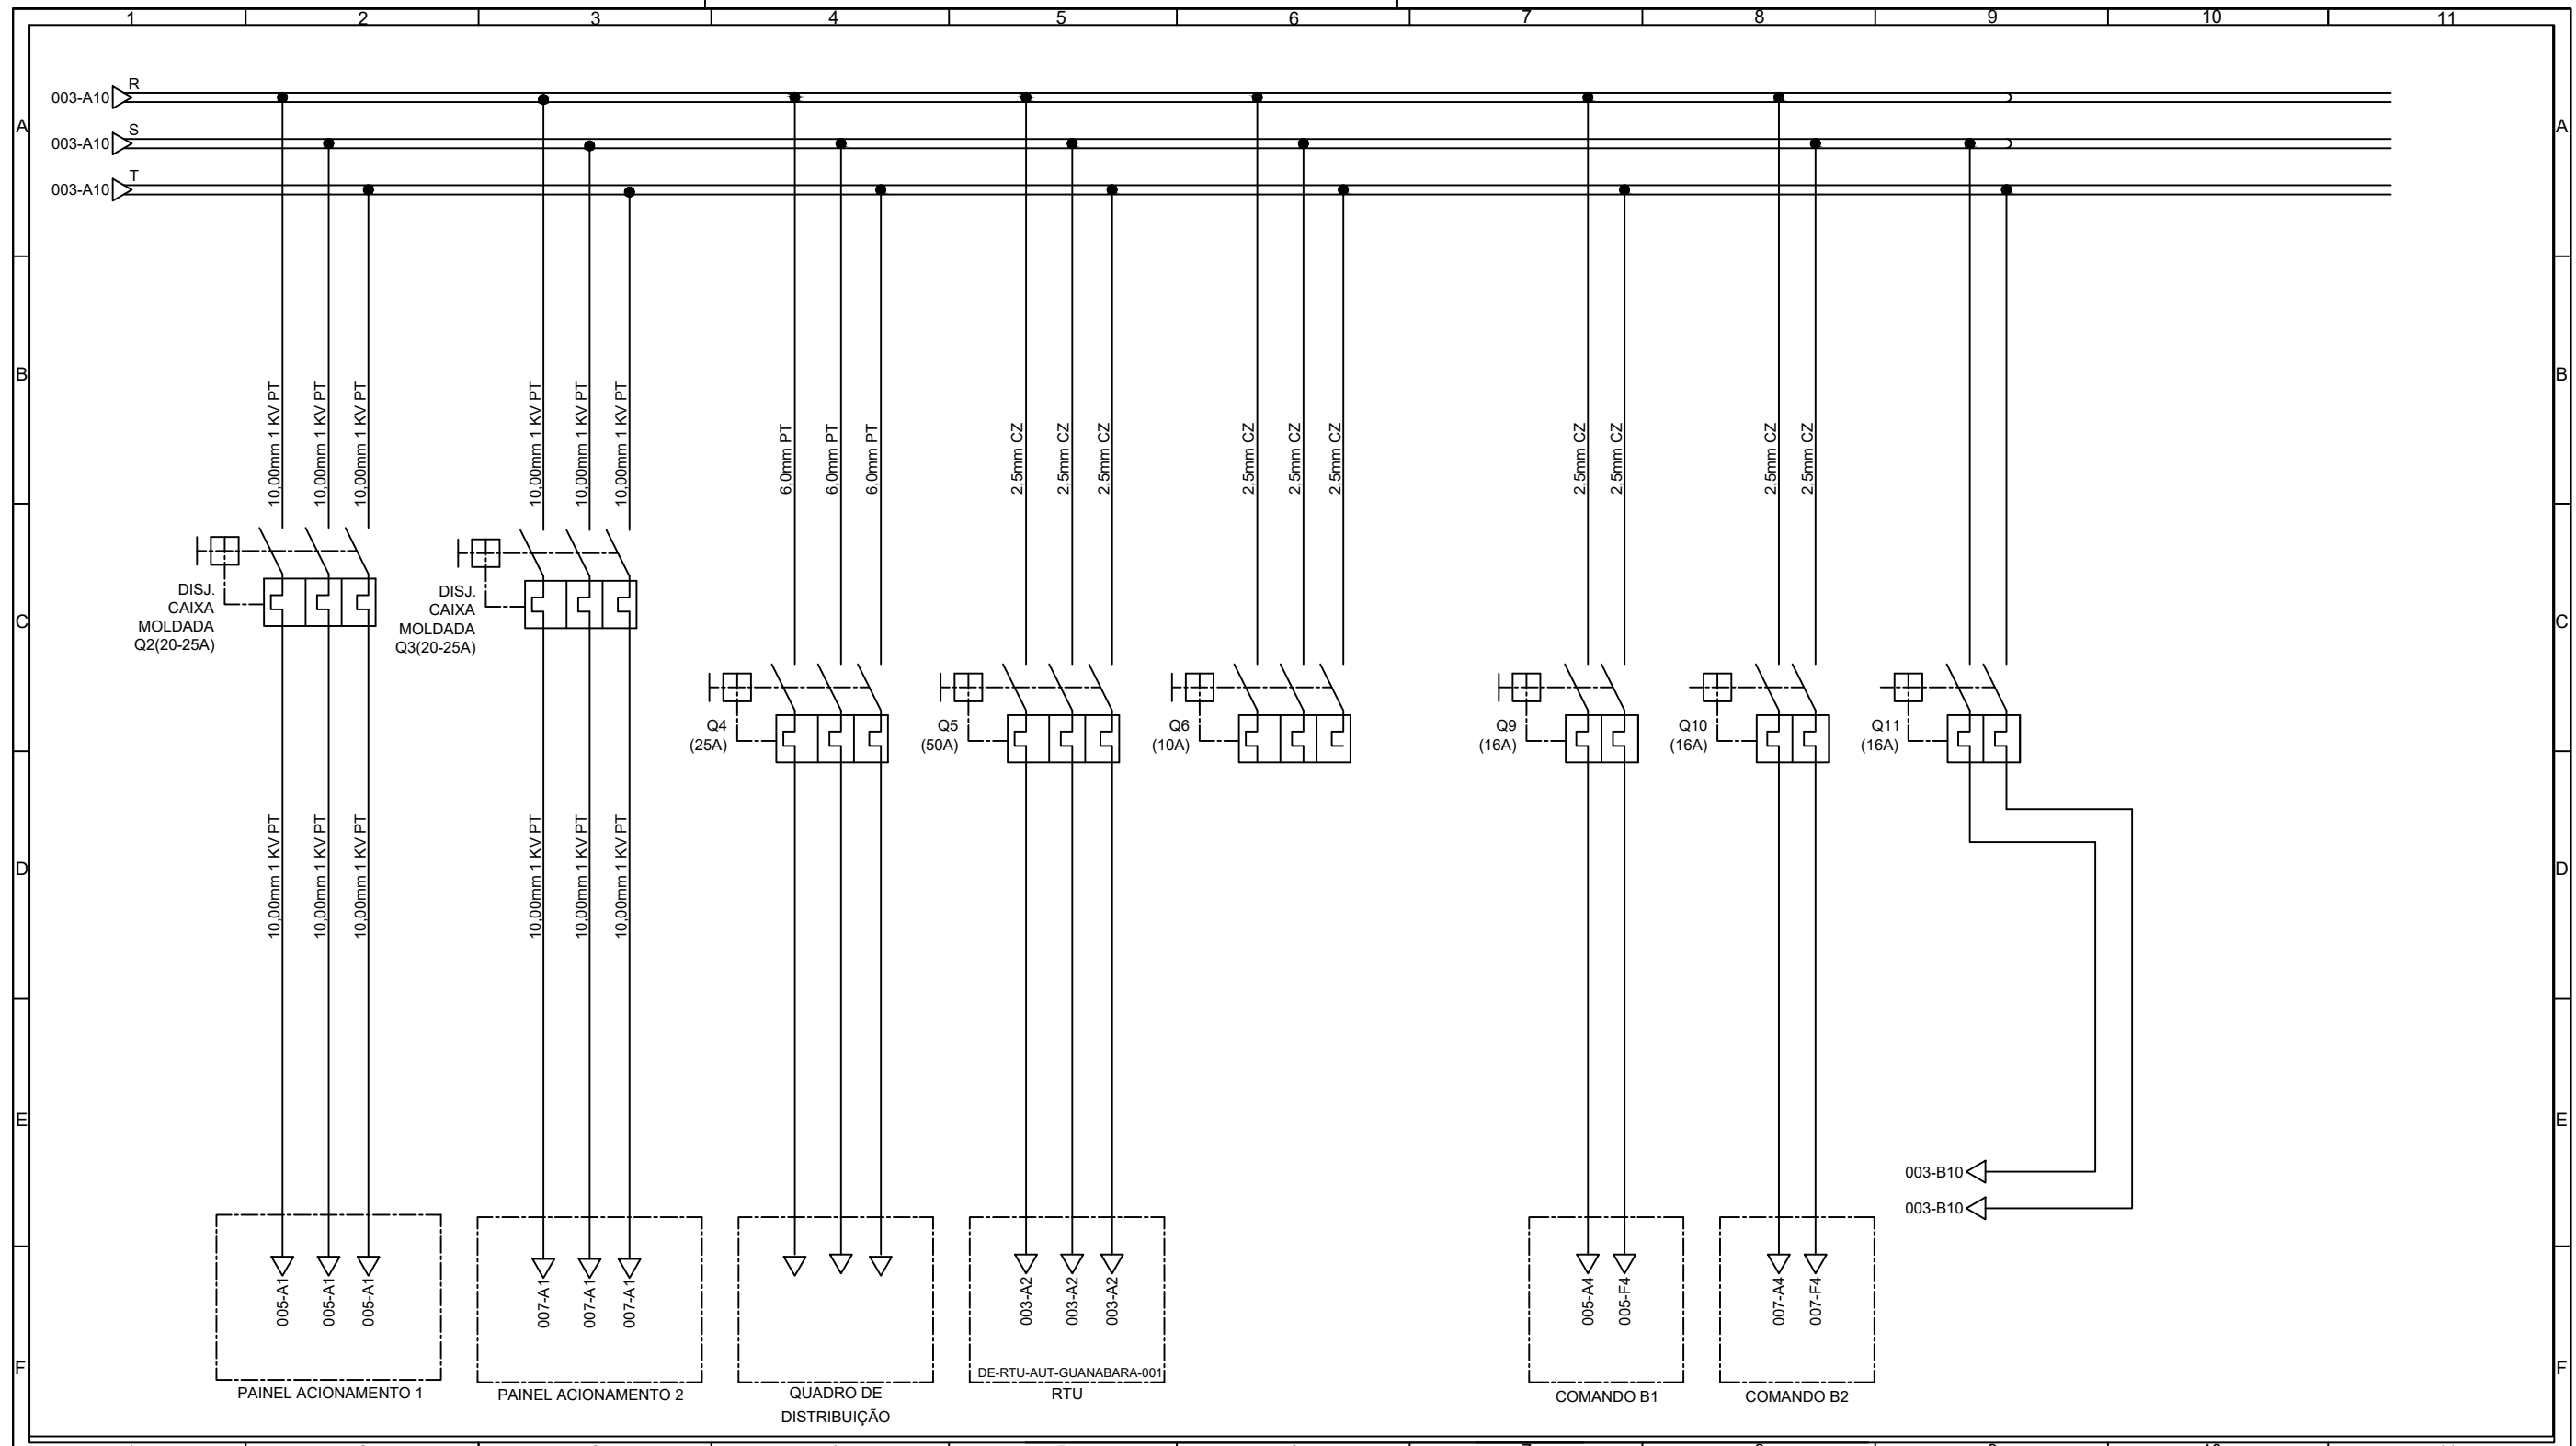 1 2 3 4 5 6 7 8 9 10 11
A A
B B
C C
D D
E E
F F
R
003-A10
S
003-A10
T
003-A10
10,00mm 1 KV PT
10,00mm 1 KV PT
10,00mm 1 KV PT
10,00mm 1 KV PT
10,00mm 1 KV PT
10,00mm 1 KV PT
6,0mm PT
6,0mm PT
6,0mm PT
2,5mm CZ
2,5mm CZ
2,5mm CZ
2,5mm CZ
2,5mm CZ
2,5mm CZ
2,5mm CZ
2,5mm CZ
2,5mm CZ
2,5mm CZ
DISJ.
CAIXA
MOLDADA
Q2(20-25A)
DISJ.
CAIXA
MOLDADA
Q3(20-25A)
Q4
(25A)
Q5
(50A)
Q6
(10A)
Q9
(16A)
Q10
(16A)
Q11
(16A)
10,00mm 1 KV PT
10,00mm 1 KV PT
10,00mm 1 KV PT
10,00mm 1 KV PT
10,00mm 1 KV PT
10,00mm 1 KV PT
003-B10
003-B10
005-A1
005-A1
005-A1
PAINEL ACIONAMENTO 1
007-A1
007-A1
007-A1
PAINEL ACIONAMENTO 2
QUADRO DE
DISTRIBUIÇÃO
003-A2
003-A2
003-A2
DE-RTU-AUT-GUANABARA-001
RTU
005-A4
005-F4
COMANDO B1
007-A4
007-F4
COMANDO B2